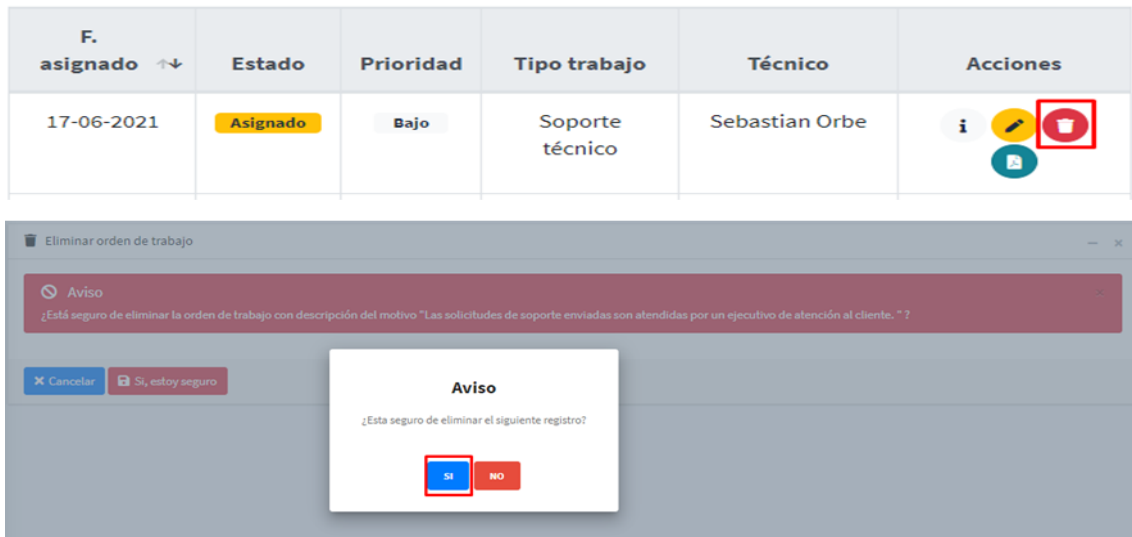 F.
asignado Estado Prioridad Tipo trabajo Técnico Acciones
17-06-2021 Asignado Bajo Soporte Sebastian Orbe
técnico
Eliminar orden de trabajo
Aviso
¿Está seguro de eliminar la orden de trabajo con descripción del motivo "Las solicitudes de soporte enviadas son atendidas por un ejecutivo de atención al cliente. " ?
Cancelar Si, estoy seguro
Aviso
¿Esta seguro de eliminar el siguiente registro?
SI NO